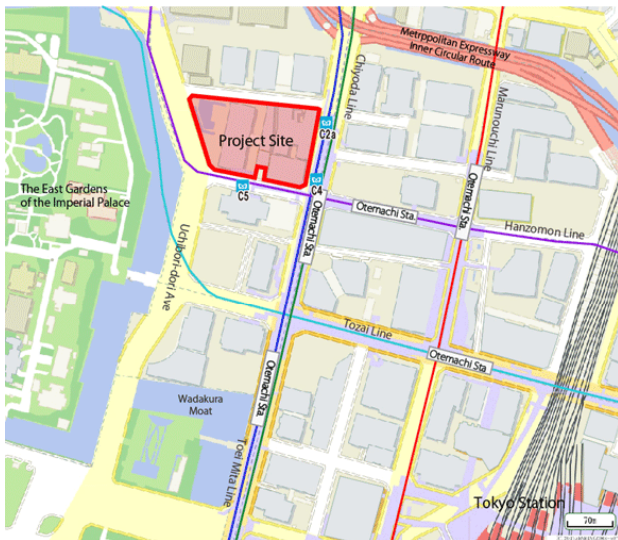 Metrppolitan Expressway
Inner Circular Route
Chiyoda Line
Marunouchi Line
Project Site
C2a
C4
C5
The East Gardens
of the Imperial Palace
Otemachi Sta.
Otemachi Sta.
Otemachi Sta.
Hanzomon Line
Uchibori-dori Ave
Tozai Line
Otemachi Sta.
Otemachi Sta.
Wadakura
Moat
Toei Mita Line
Tokyo Station
70m